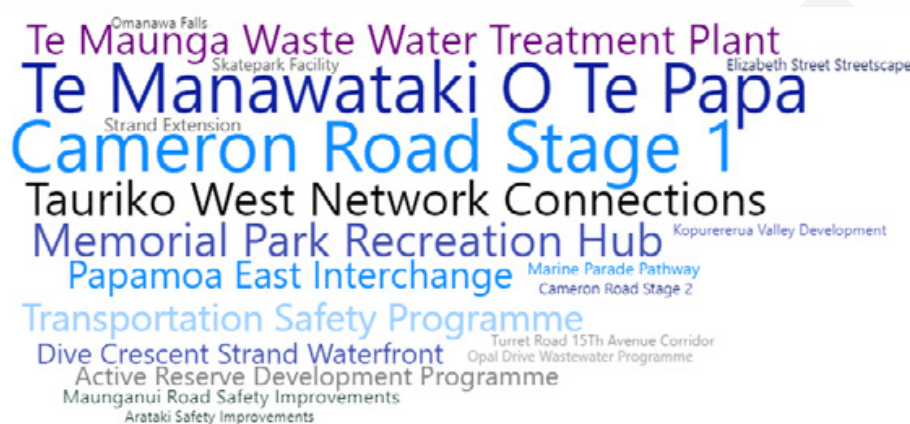 Omanawa Falls
Te Maunga Waste Water Treatment Plant
Skatepark Facility
Elizabeth Street Streetscape
Te Manawataki O Te Papa
Strand Extension
Cameron Road Stage 1
Tauriko West Network Connections
Memorial Park Recreation Hub
Kopurererua Valley Development
Papamoa East Interchange
Marine Parade Pathway
Cameron Road Stage 2
Transportation Safety Programme
Turret Road 15Th Avenue Corridor
Dive Crescent Strand Waterfront
Opal Drive Wastewater Programme
Active Reserve Development Programme
Maunganui Road Safety Improvements
Arataki Safety Improvements